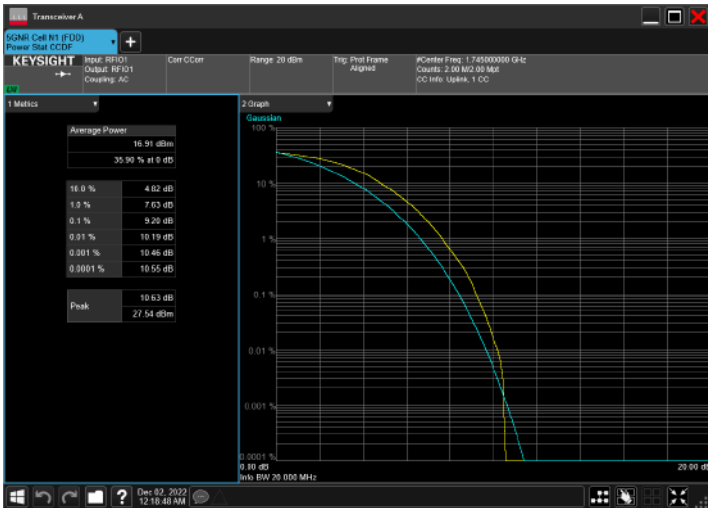 Transceiver A
5GNR Cell N1 (FDD)
Power Stat CCDF
KEYSIGHT
Input: RFIO1
Output: RFIO1
Coupling: AC
Corr CCorr
Range: 20 dBm
Trig: Prot Frame
Aligned
#Center Freq: 1.745000000 GHz
Counts: 2.00 M/2.00 Mpt
CC Info: Uplink, 1 CC
1 Metrics
Average Power
16.91 dBm
35.90 % at 0 dB
10.0 % 4.82 dB
1.0 % 7.63 dB
0.1 % 9.20 dB
0.01 % 10.19 dB
0.001 % 10.46 dB
0.0001 % 10.55 dB
Peak
10.63 dB
27.54 dBm
2 Graph
Gaussian
100 %
10 %
1 %
0.1 %
0.01 %
0.001 %
0.0001 %
0.00 dB
20.00 dB
Info BW 20.000 MHz
?
Dec 02, 2022
12:18:48 AM